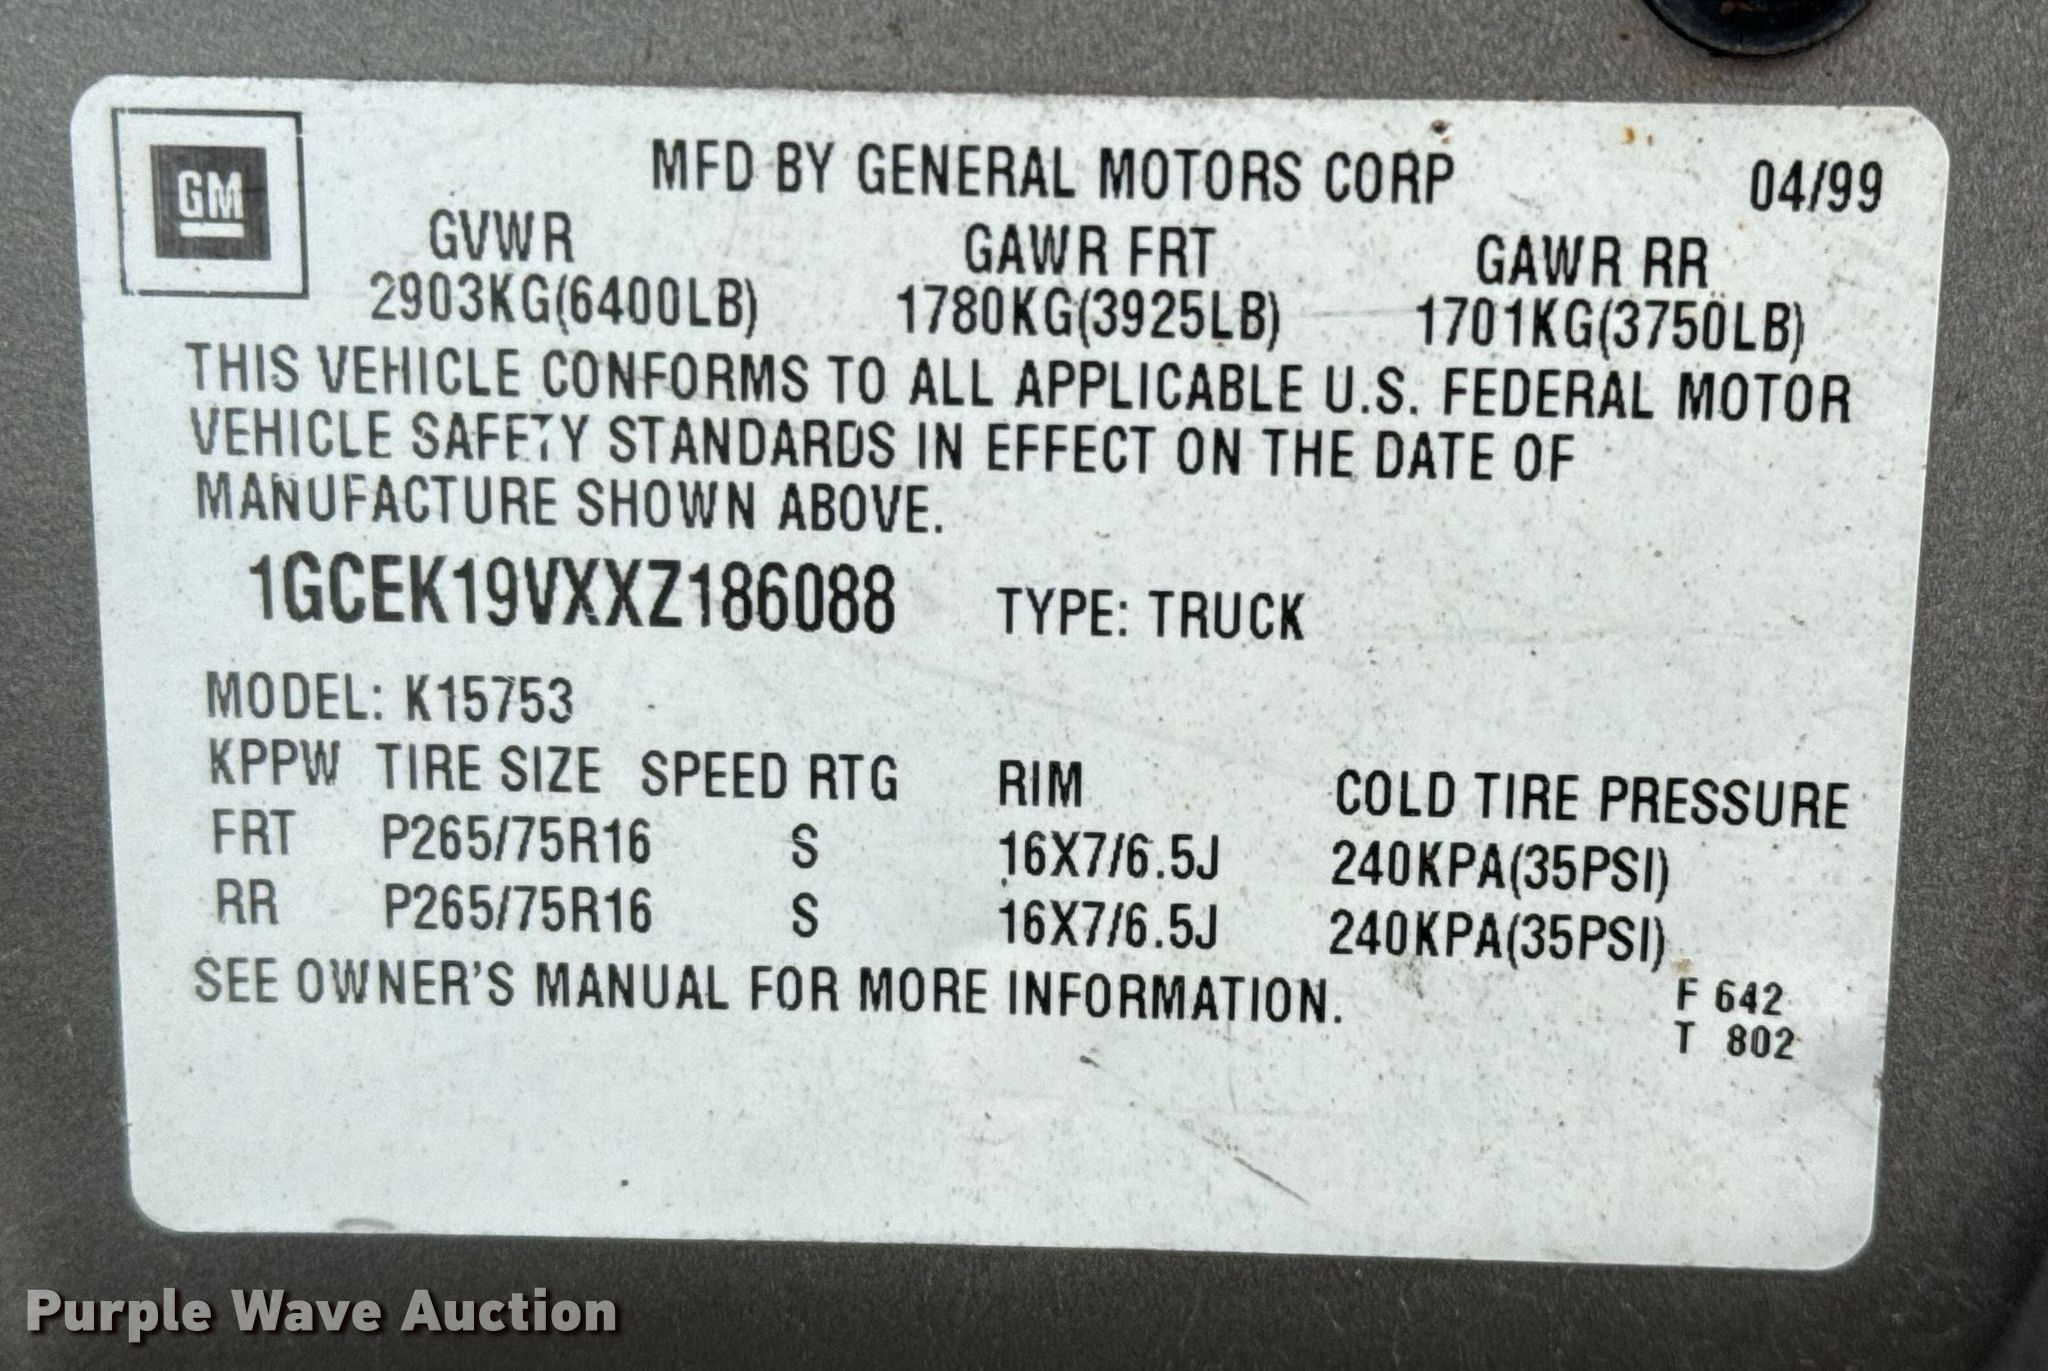 GM
MFD BY GENERAL MOTORS CORP 04/99
GVWR GAWR FRT GAWR RR
2903KG(6400LB) 1780KG(3925LB) 1701KG(3750LB)
THIS VEHICLE CONFORMS TO ALL APPLICABLE U.S. FEDERAL MOTOR
VEHICLE SAFETY STANDARDS IN EFFECT ON THE DATE OF
MANUFACTURE SHOWN ABOVE.
1GCEK19VXXZ186088 TYPE: TRUCK
MODEL: K15753
KPPW TIRE SIZE SPEED RTG RIM COLD TIRE PRESSURE
FRT P265/75R16 S 16X7/6.5J 240KPA(35PSI)
RR P265/75R16 S 16X7/6.5J 240KPA(35PSI)
SEE OWNER'S MANUAL FOR MORE INFORMATION.
F 642
T 802
Purple Wave Auction